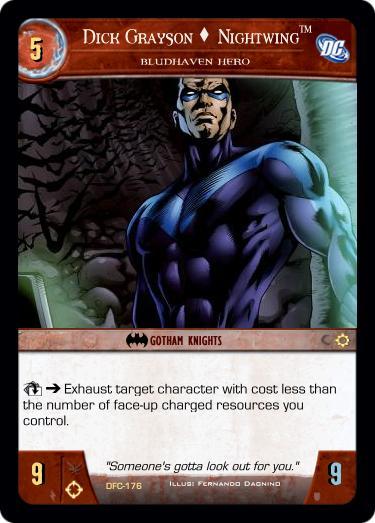 5
DICK GRAYSON ♦ NIGHTWING™
DC
BLUDHAVEN HERO
GOTHAM KNIGHTS
➔ Exhaust target character with cost less than
the number of face-up charged resources you
control.
"Someone's gotta look out for you."
9
DFC-176
ILLUS: FERNANDO DAGNINO
9